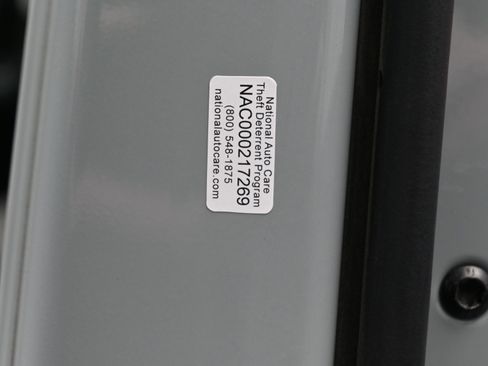 National Auto Care
Theft Deterrent Program
NAC000217269
(800) 548-1875
nationalautocare.com